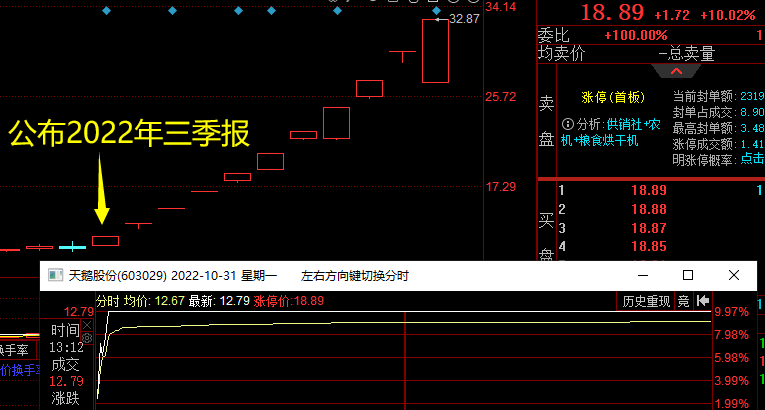 34.14
32.87
25.72
17.29
公布2022年三季报
18.89 +1.72 +10.02%
委比 +100.00% 1
均卖价 -总卖量
卖盘
涨停(首板)
分析:供销社+农机+粮食烘干机
当前封单额:2319
封单占成交:8.90
最高封单额:3.48
涨停成交额:1.41
明涨停概率:点击
买盘
1 18.89 1
2 18.88
3 18.87
4 18.85
天鹅股份(603029) 2022-10-31 星期一 左右方向键切换分时
分时 均价: 12.67 最新: 12.79 涨停价:18.89
历史重现 竞
12.79
9.97%
7.98%
5.99%
3.99%
1.99%
时间
13:12
成交
12.79
涨跌
换手率
价换手率